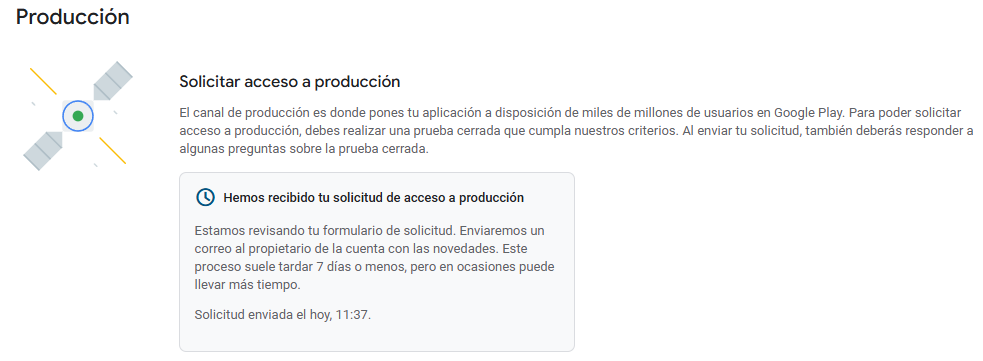 Producción
Solicitar acceso a producción
El canal de producción es donde pones tu aplicación a disposición de miles de millones de usuarios en Google Play. Para poder solicitar
acceso a producción, debes realizar una prueba cerrada que cumpla nuestros criterios. Al enviar tu solicitud, también deberás responder a
algunas preguntas sobre la prueba cerrada.
Hemos recibido tu solicitud de acceso a producción
Estamos revisando tu formulario de solicitud. Enviaremos un
correo al propietario de la cuenta con las novedades. Este
proceso suele tardar 7 días o menos, pero en ocasiones puede
llevar más tiempo.
Solicitud enviada el hoy, 11:37.